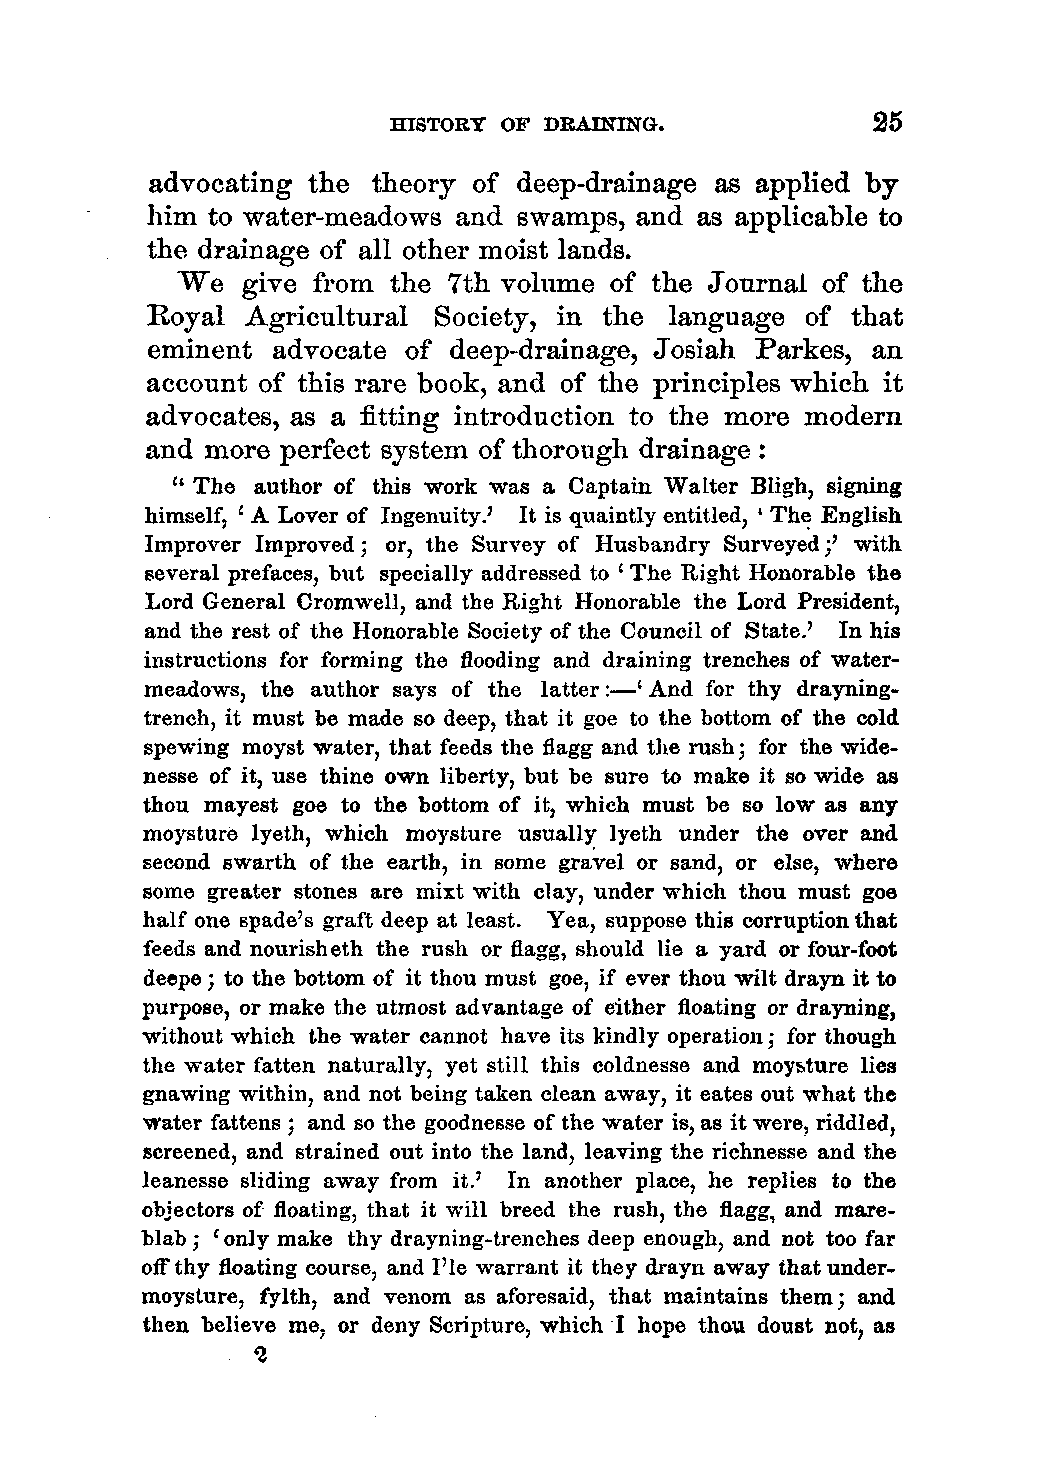 HISTORY OF DRAINING. 25
advocating the theory of deep-drainage as applied by
him to water-meadows and swamps, and as applicable to
the drainage of all other moist lands.
We give from the 7th volume of the Journal of the
Royal Agricultural Society, in the language of that
eminent advocate of deep-drainage, Josiah Parkes, an
account of this rare book, and of the principles which it
advocates, as a fitting introduction to the more modern
and more perfect system of thorough drainage :
“ The author of this work was a Captain Walter Bligh, signing
himself, ‘ A Lover of Ingenuity.’ It is quaintly entitled, ‘ The English
Improver Improved ; or, the Survey of Husbandry Surveyed ;’ with
several prefaces, but specially addressed to ‘ The Right Honorable the
Lord General Cromwell, and the Right Honorable the Lord President,
and the rest of the Honorable Society of the Council of State.’ In his
instructions for forming the flooding and draining trenches of water-
meadows, the author says of the latter :—‘ And for thy drayning-
trench, it must be made so deep, that it goe to the bottom of the cold
spewing moyst water, that feeds the flagg and the rush ; for the wide-
nesse of it, use thine own liberty, but be sure to make it so wide as
thou mayest goe to the bottom of it, which must be so low as any
moysture lyeth, which moysture usually lyeth under the over and
second swarth of the earth, in some gravel or sand, or else, where
some greater stones are mixt with clay, under which thou must goe
half one spade’s graft deep at least. Yea, suppose this corruption that
feeds and nourisheth the rush or flagg, should lie a yard or four-foot
deepe ; to the bottom of it thou must goe, if ever thou wilt drayn it to
purpose, or make the utmost advantage of either floating or drayning,
without which the water cannot have its kindly operation ; for though
the water fatten naturally, yet still this coldnesse and moysture lies
gnawing within, and not being taken clean away, it eates out what the
water fattens ; and so the goodnesse of the water is, as it were, riddled,
screened, and strained out into the land, leaving the richnesse and the
leanesse sliding away from it.’ In another place, he replies to the
objectors of floating, that it will breed the rush, the flagg, and mare-
blab ; ‘ only make thy drayning-trenches deep enough, and not too far
off thy floating course, and I’le warrant it they drayn away that under-
moysture, fylth, and venom as aforesaid, that maintains them ; and
then believe me, or deny Scripture, which I hope thou doust not, as
2